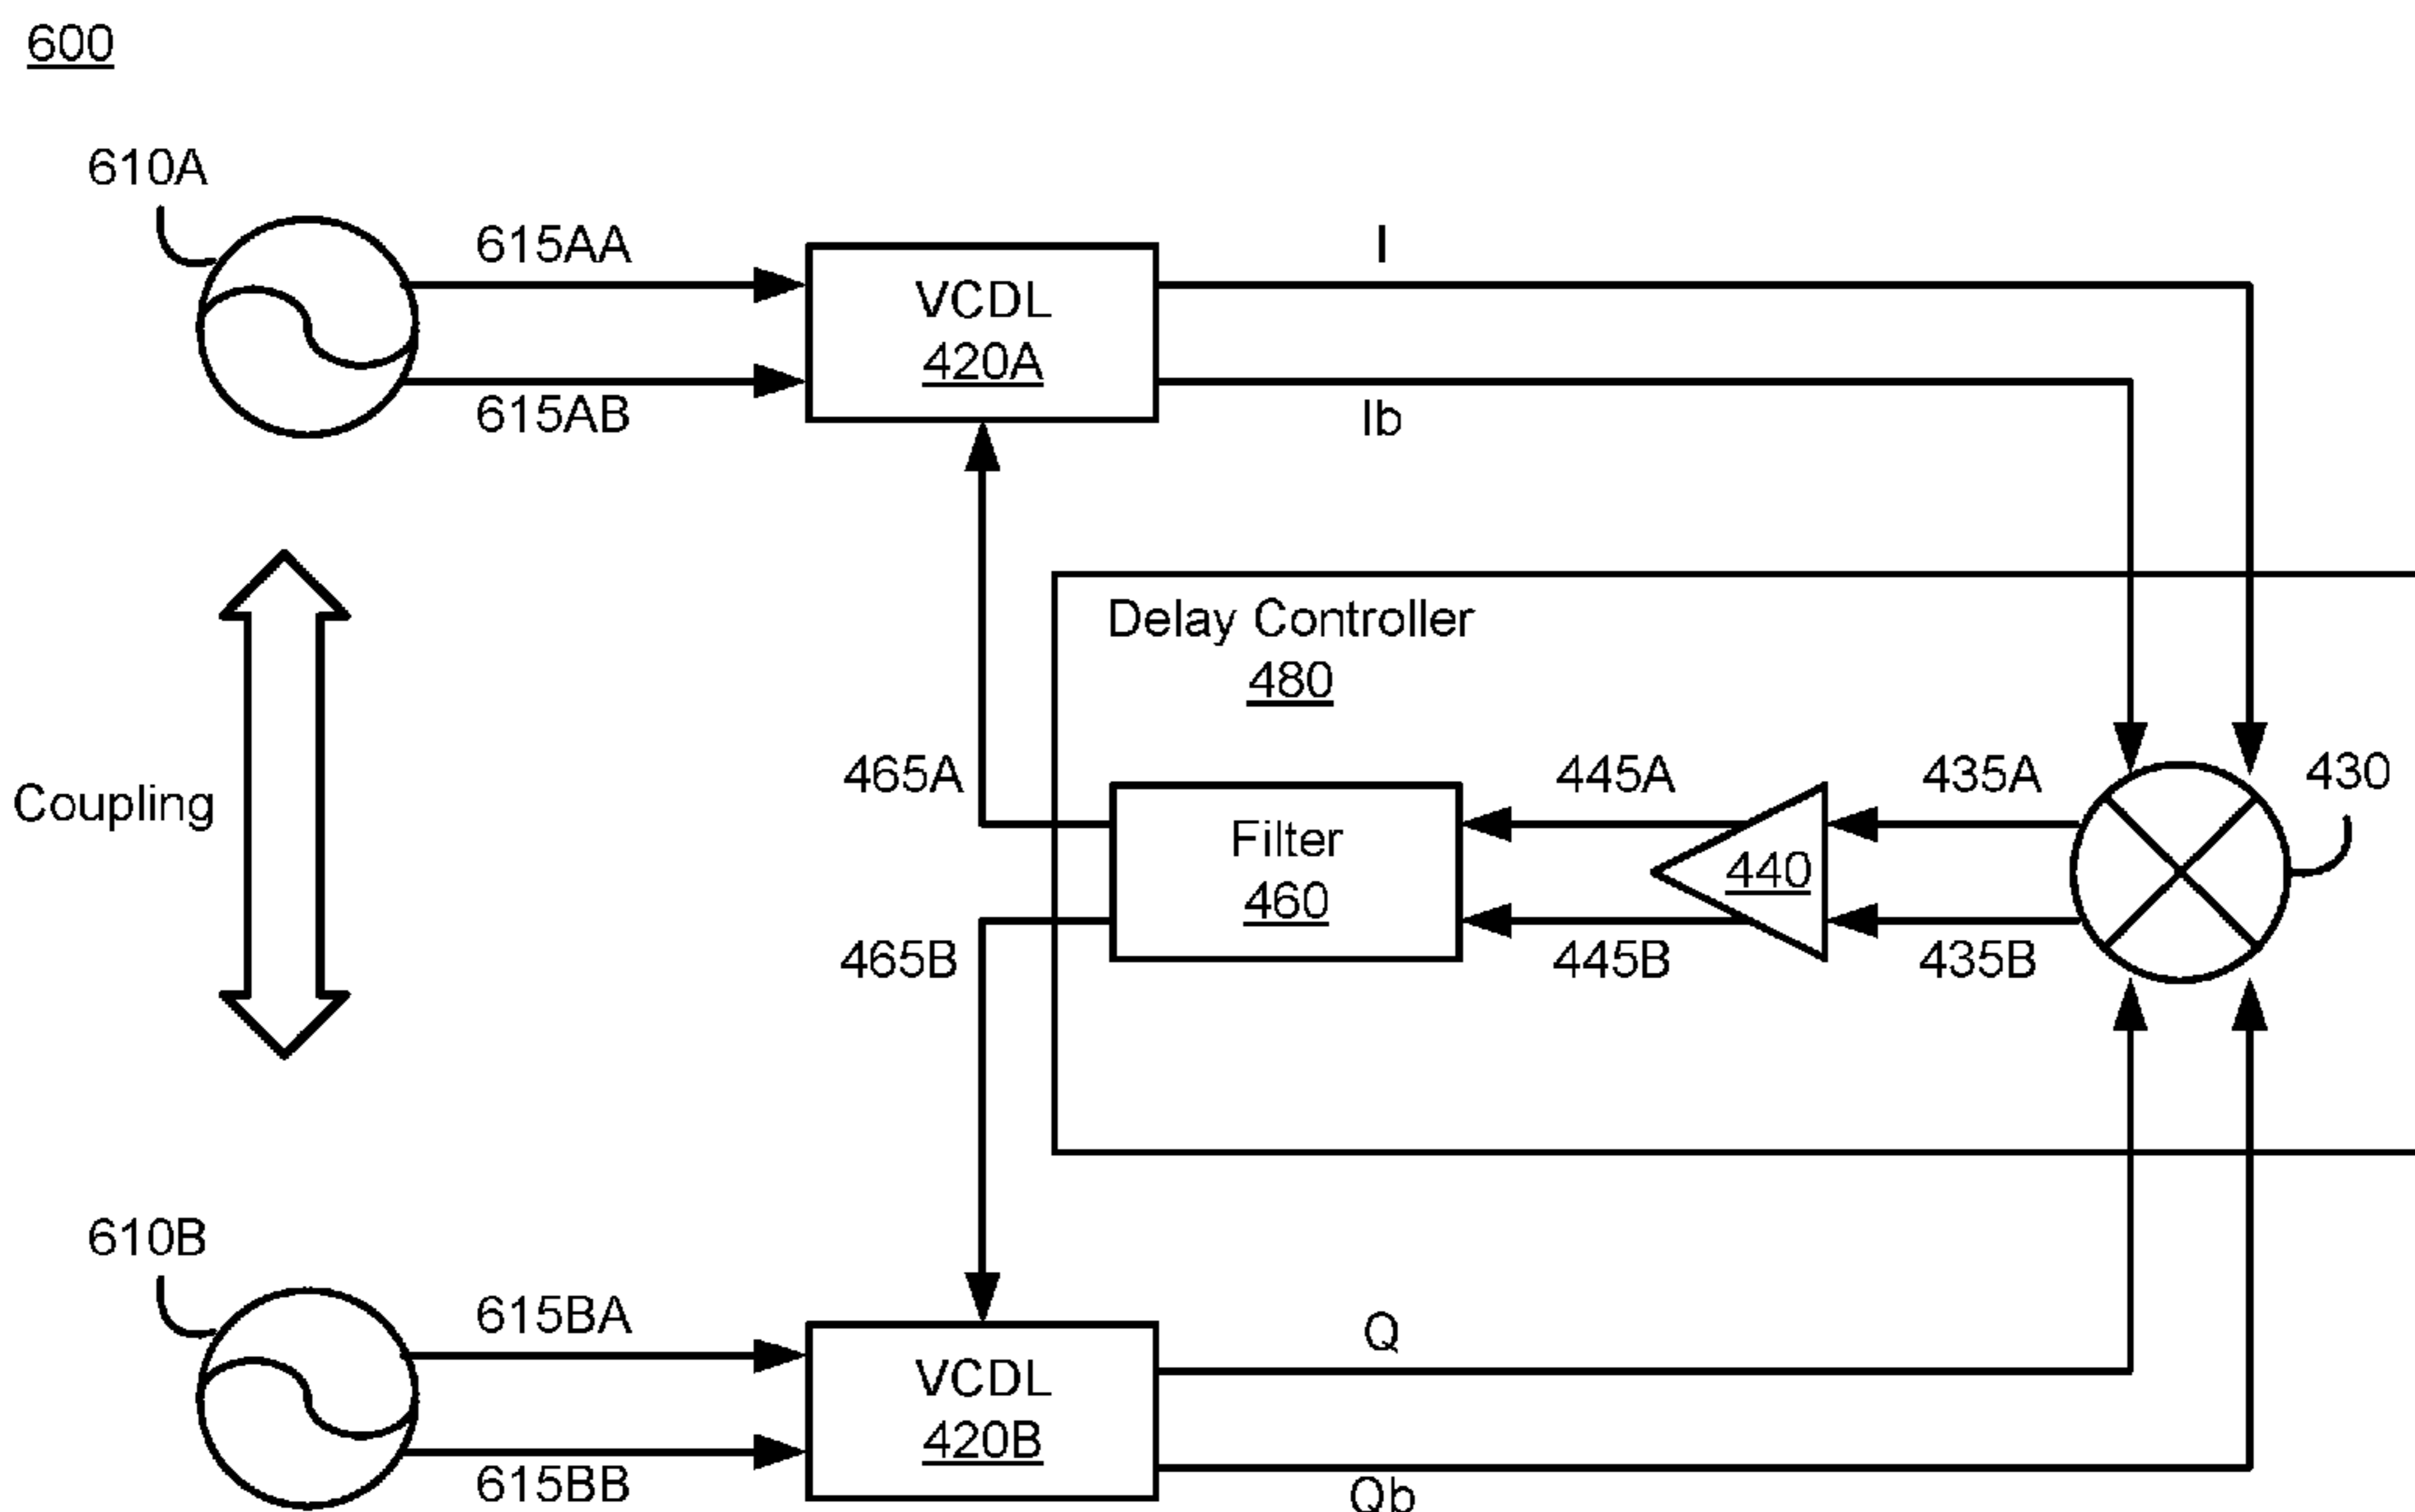 600
610A
615AA
615AB
VCDL
420A
I
Ib
Delay Controller
480
Coupling
465A
465B
Filter
460
445A
445B
440
435A
435B
430
610B
615BA
615BB
VCDL
420B
Q
Qb